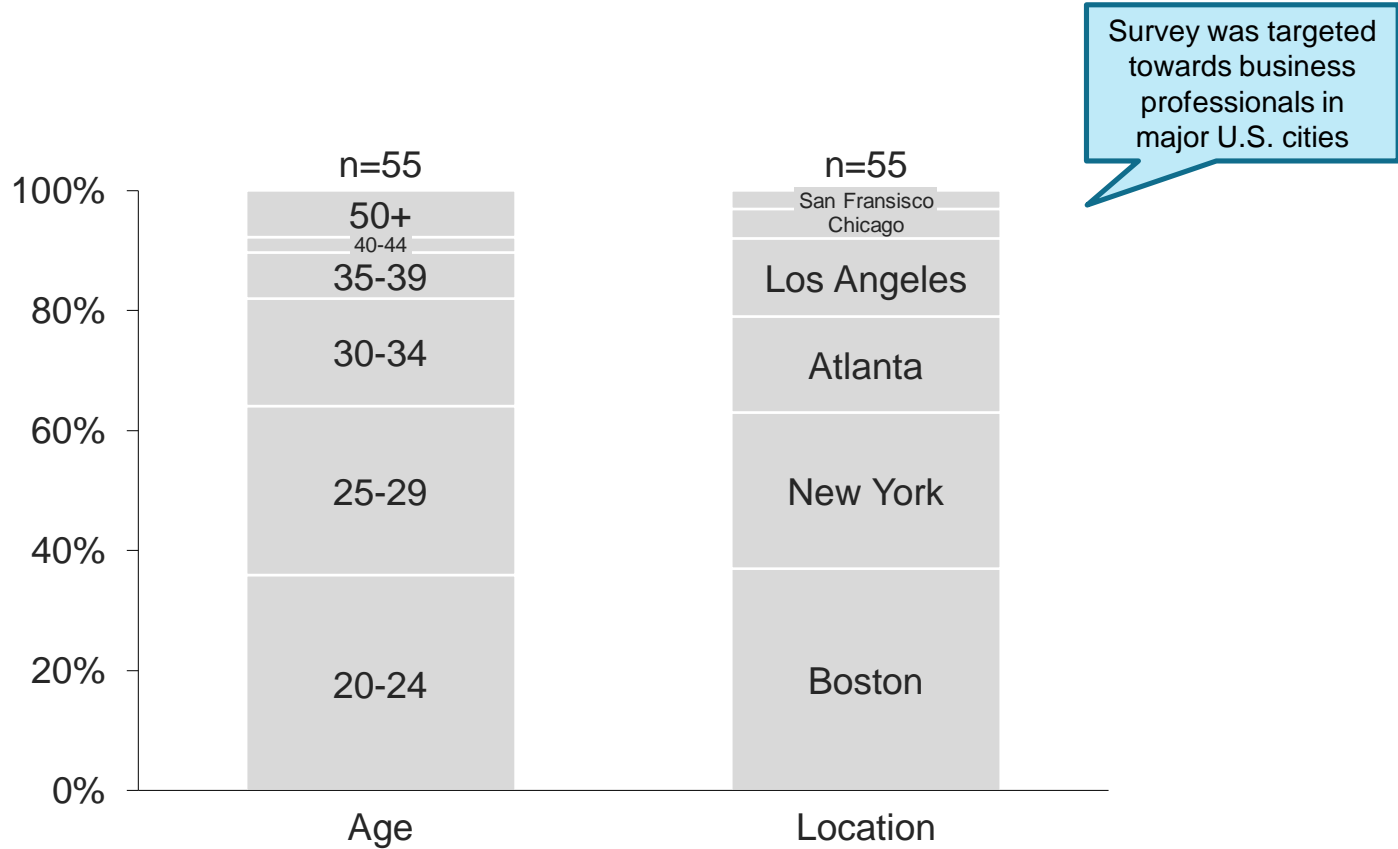 Survey was targeted
towards business
professionals in
major U.S. cities
n=55
n=55
100%
80%
60%
40%
20%
0%
50+
40-44
35-39
30-34
25-29
20-24
San Fransisco
Chicago
Los Angeles
Atlanta
New York
Boston
Age
Location